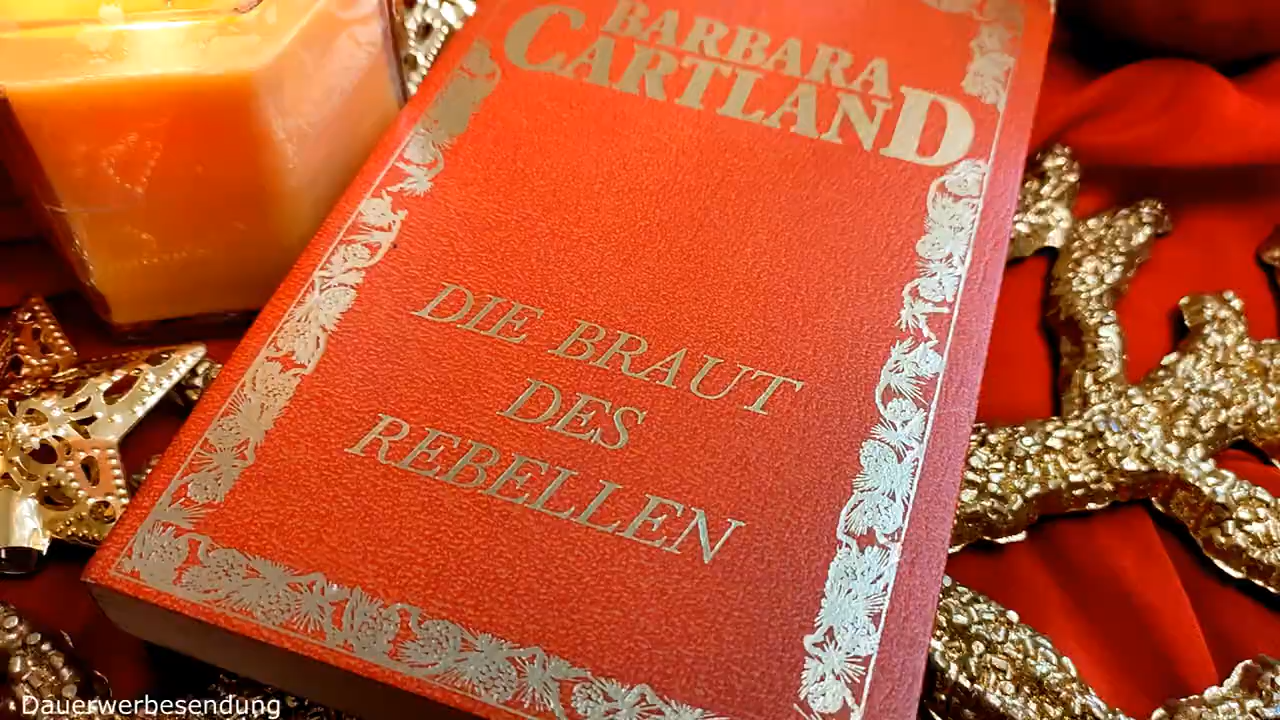 BARBARA
CARTLAND
DIE BRAUT
DES
REBELLEN
Dauerwerbesendung